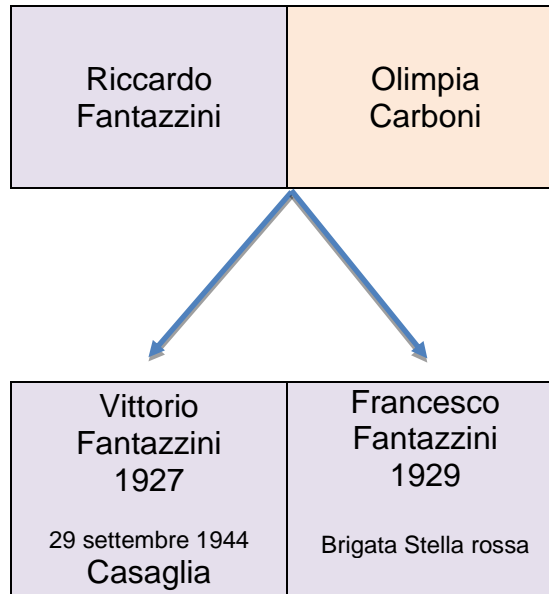 Riccardo
Fantazzini
Olimpia
Carboni
Vittorio
Fantazzini
1927
29 settembre 1944
Casaglia
Francesco
Fantazzini
1929
Brigata Stella rossa